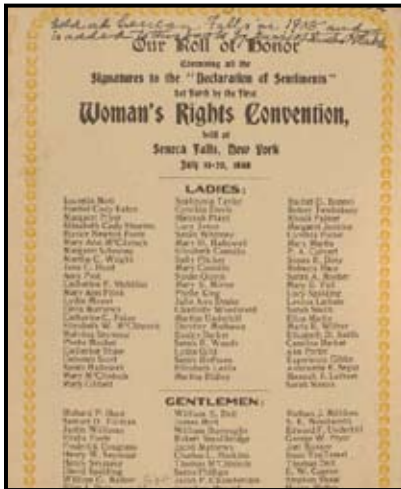 Our Roll of Honor
Containing all the
Signatures to the "Declaration of Sentiments"
Set Forth by the First
Woman's Rights Convention,
held at
Seneca Falls, New York
July 19-20, 1848
LADIES:
Lucretia Mott
Harriet Cady Eaton
Margaret Pryor
Elizabeth Cady Stanton
Eunice Newton Foote
Mary Ann M'Clintock
Margaret Schooley
Martha C. Wright
Jane C. Hunt
Amy Post
Catharine F. Stebbins
Mary Ann Frink
Lydia Mount
Delia Mathews
Catharine C. Paine
Elizabeth W. M'Clintock
Malvina Seymour
Phebe Mosher
Catharine Shaw
Deborah Scott
Sarah Hallowell
Mary M'Clintock
Mary Gilbert
Sophrone Taylor
Cynthia Davis
Hannah Plant
Lucy Jones
Sarah Whitney
Mary H. Hallowell
Elizabeth Conklin
Sally Pitcher
Mary Conklin
Susan Quinn
Mary S. Mirror
Phebe King
Julia Ann Drake
Charlotte Woodward
Martha Underhill
Dorothy Mathews
Eunice Barker
Sarah R. Woods
Lydia Gild
Sarah Hoffman
Elizabeth Leslie
Martha Ridley
Rachel D. Bonnel
Betsey Tewksbury
Rhoda Palmer
Margaret Jenkins
Cynthia Fuller
Mary Martin
P. A. Culvert
Susan R. Doty
Rebecca Race
Sarah A. Mosher
Mary E. Vail
Lucy Spalding
Lavinia Latham
Sarah Smith
Eliza Martin
Maria E. Wilbur
Elizabeth D. Smith
Caroline Barker
Ann Porter
Experience Gibbs
Antoinette E. Segur
Hannah J. Latham
Sarah Sisson
GENTLEMEN:
Richard P. Hunt
Samuel D. Tillman
Justin Williams
Elisha Foote
Frederick Douglass
Henry W. Seymour
Henry Seymour
David Spalding
William G. Barker
William S. Dell
James Mott
William Burroughs
Robert Smalldridge
Jacob Mathews
Charles L. Hoskins
Thomas M'Clintock
Saron Phillips
Jacob P. Chamberlain
Nathan J. Milliken
S. E. Woodworth
Edward F. Underhill
George W. Pryor
Joel Bunker
Isaac Van Tassel
Thomas Dell
E. W. Capron
Stephen Shear